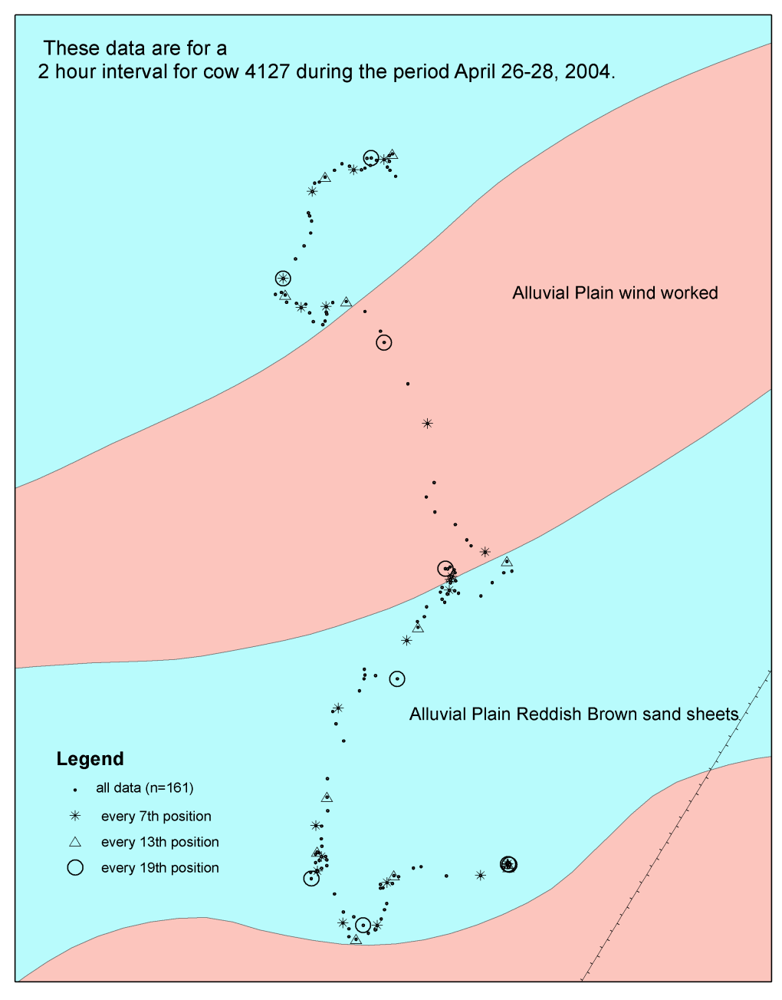 These data are for a
2 hour interval for cow 4127 during the period April 26-28, 2004.
Alluvial Plain wind worked
Alluvial Plain Reddish Brown sand sheets
Legend
all data (n=161)
every 7th position
every 13th position
every 19th position